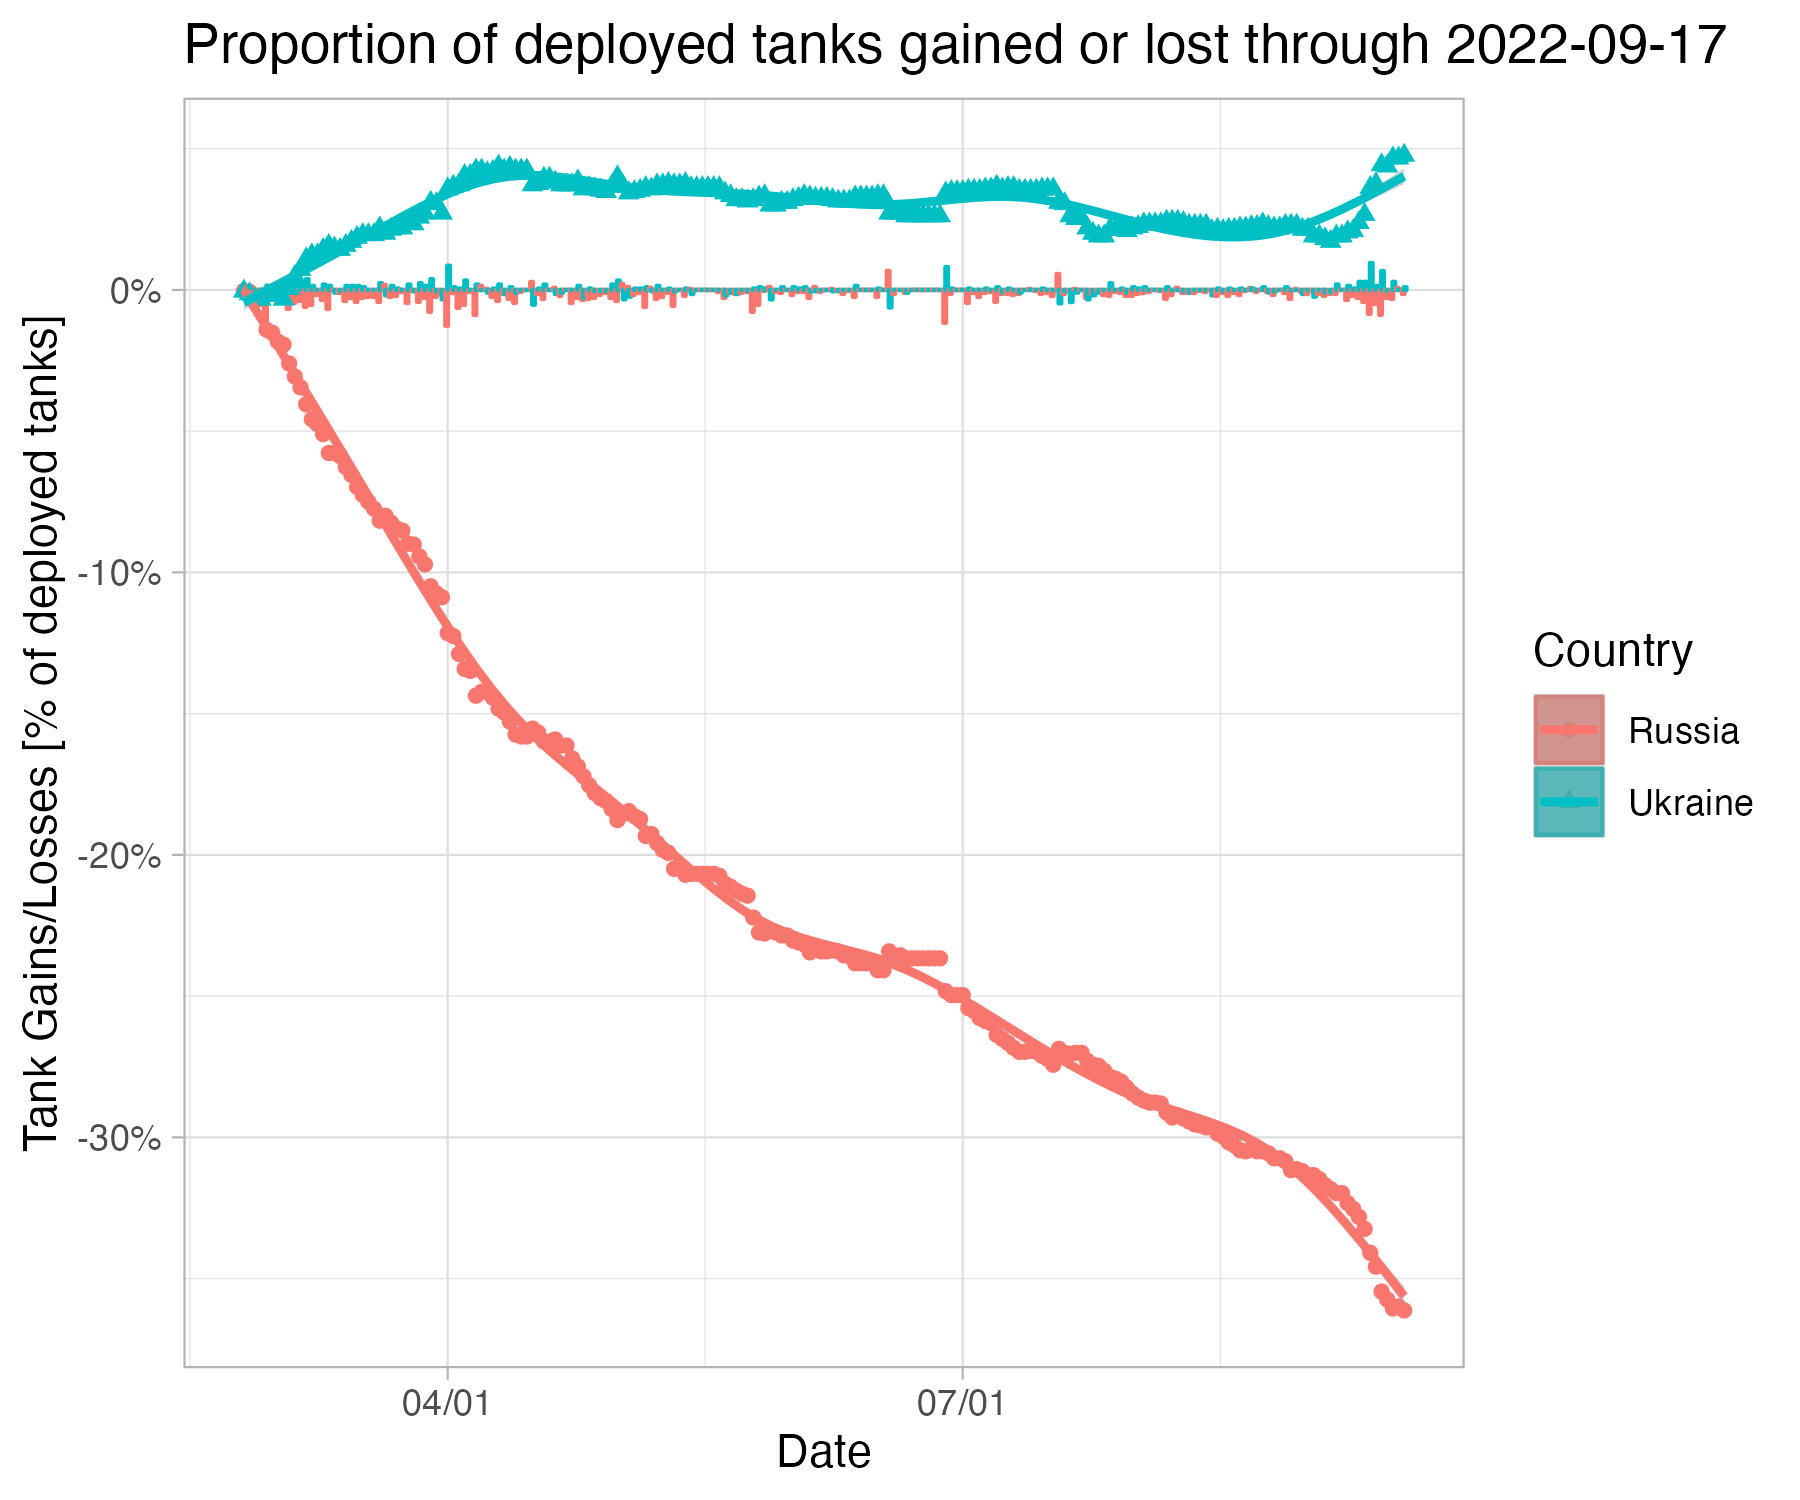 Proportion of deployed tanks gained or lost through 2022-09-17
Tank Gains/Losses [% of deployed tanks]
0%
-10%
-20%
-30%
04/01
07/01
Date
Country
Russia
Ukraine